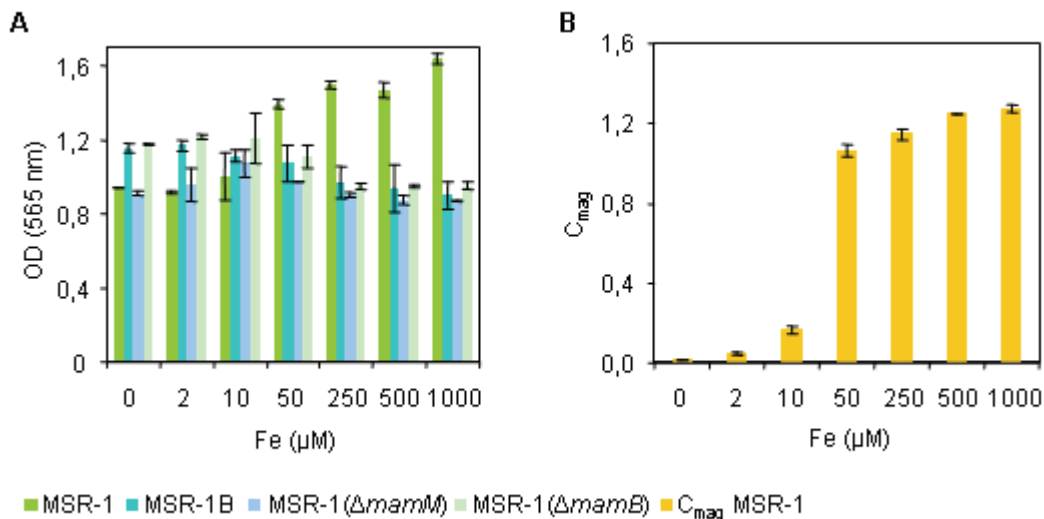 A
B
1,6
1,2
0,8
0,4
0
OD (565 nm)
0 2 10 50 250 500 1000
Fe (µM)
1,6
1,2
0,8
0,4
0,0
Cmag
0 2 10 50 250 500 1000
Fe (µM)
MSR-1 MSR-1B MSR-1(ΔmamM) MSR-1(ΔmamB) Cmag MSR-1